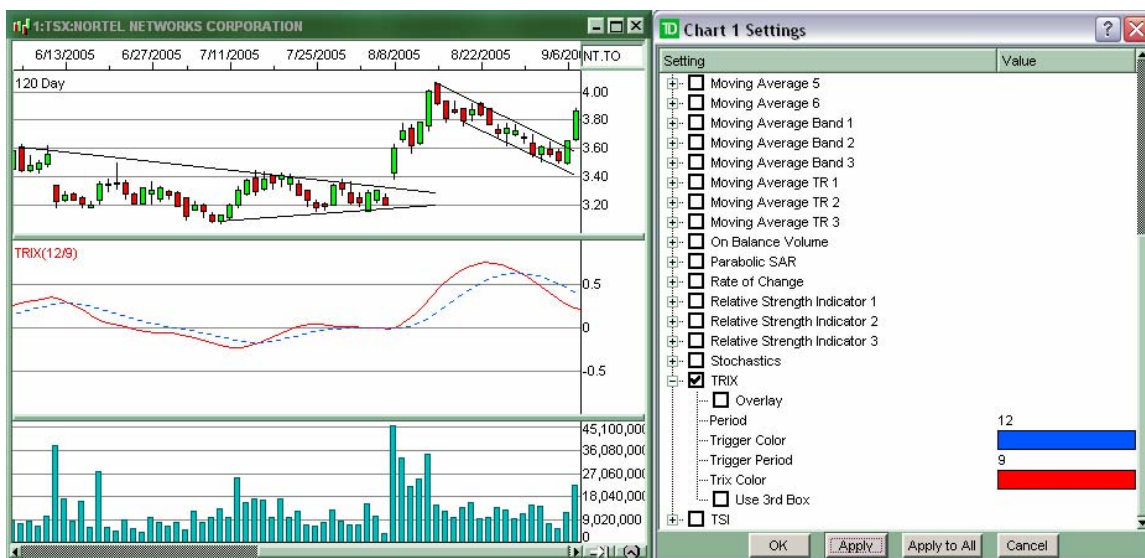 1:TSX:NORTEL NETWORKS CORPORATION
6/13/2005 6/27/2005 7/11/2005 7/25/2005 8/8/2005 8/22/2005 9/6/20 NT.TO
120 Day
4.00
3.80
3.60
3.40
3.20
TRIX(12/9)
0.5
0
-0.5
45,100,000
36,080,000
27,060,000
18,040,000
9,020,000
0
TD Chart 1 Settings
Setting Value
Moving Average 5
Moving Average 6
Moving Average Band 1
Moving Average Band 2
Moving Average Band 3
Moving Average TR 1
Moving Average TR 2
Moving Average TR 3
On Balance Volume
Parabolic SAR
Rate of Change
Relative Strength Indicator 1
Relative Strength Indicator 2
Relative Strength Indicator 3
Stochastics
TRIX
Overlay
Period 12
Trigger Color
Trigger Period 9
Trix Color
Use 3rd Box
TSI
OK Apply Apply to All Cancel